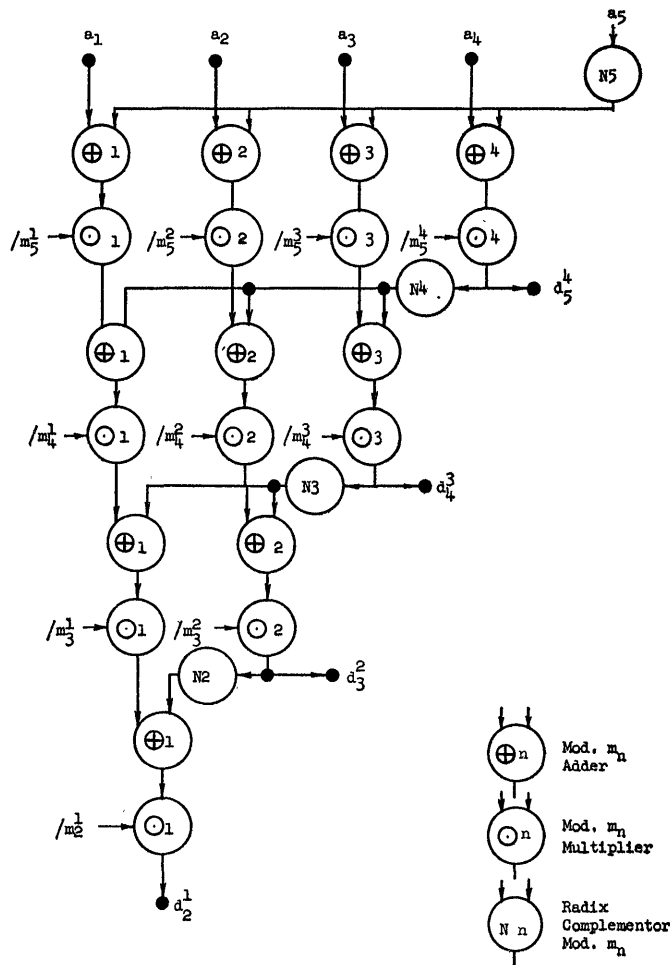 a₁ a₂ a₃ a₄ a₅
N5
⊕ 1 ⊕ 2 ⊕ 3 ⊕ 4
/m₅¹ ⊙ 1 /m₅² ⊙ 2 /m₅³ ⊙ 3 /m₅⁴ ⊙ 4
N4 d₅⁴
⊕ 1 ⊕ 2 ⊕ 3
/m₄¹ ⊙ 1 /m₄² ⊙ 2 /m₄³ ⊙ 3
N3 d₄³
⊕ 1 ⊕ 2
/m₃¹ ⊙ 1 /m₃² ⊙ 2
N2 d₃²
⊕ 1
/m₂¹ ⊙ 1
d₂¹
⊕ n Mod. mₙ
Adder
⊙ n Mod. mₙ
Multiplier
N n Radix
Complementor
Mod. mₙ